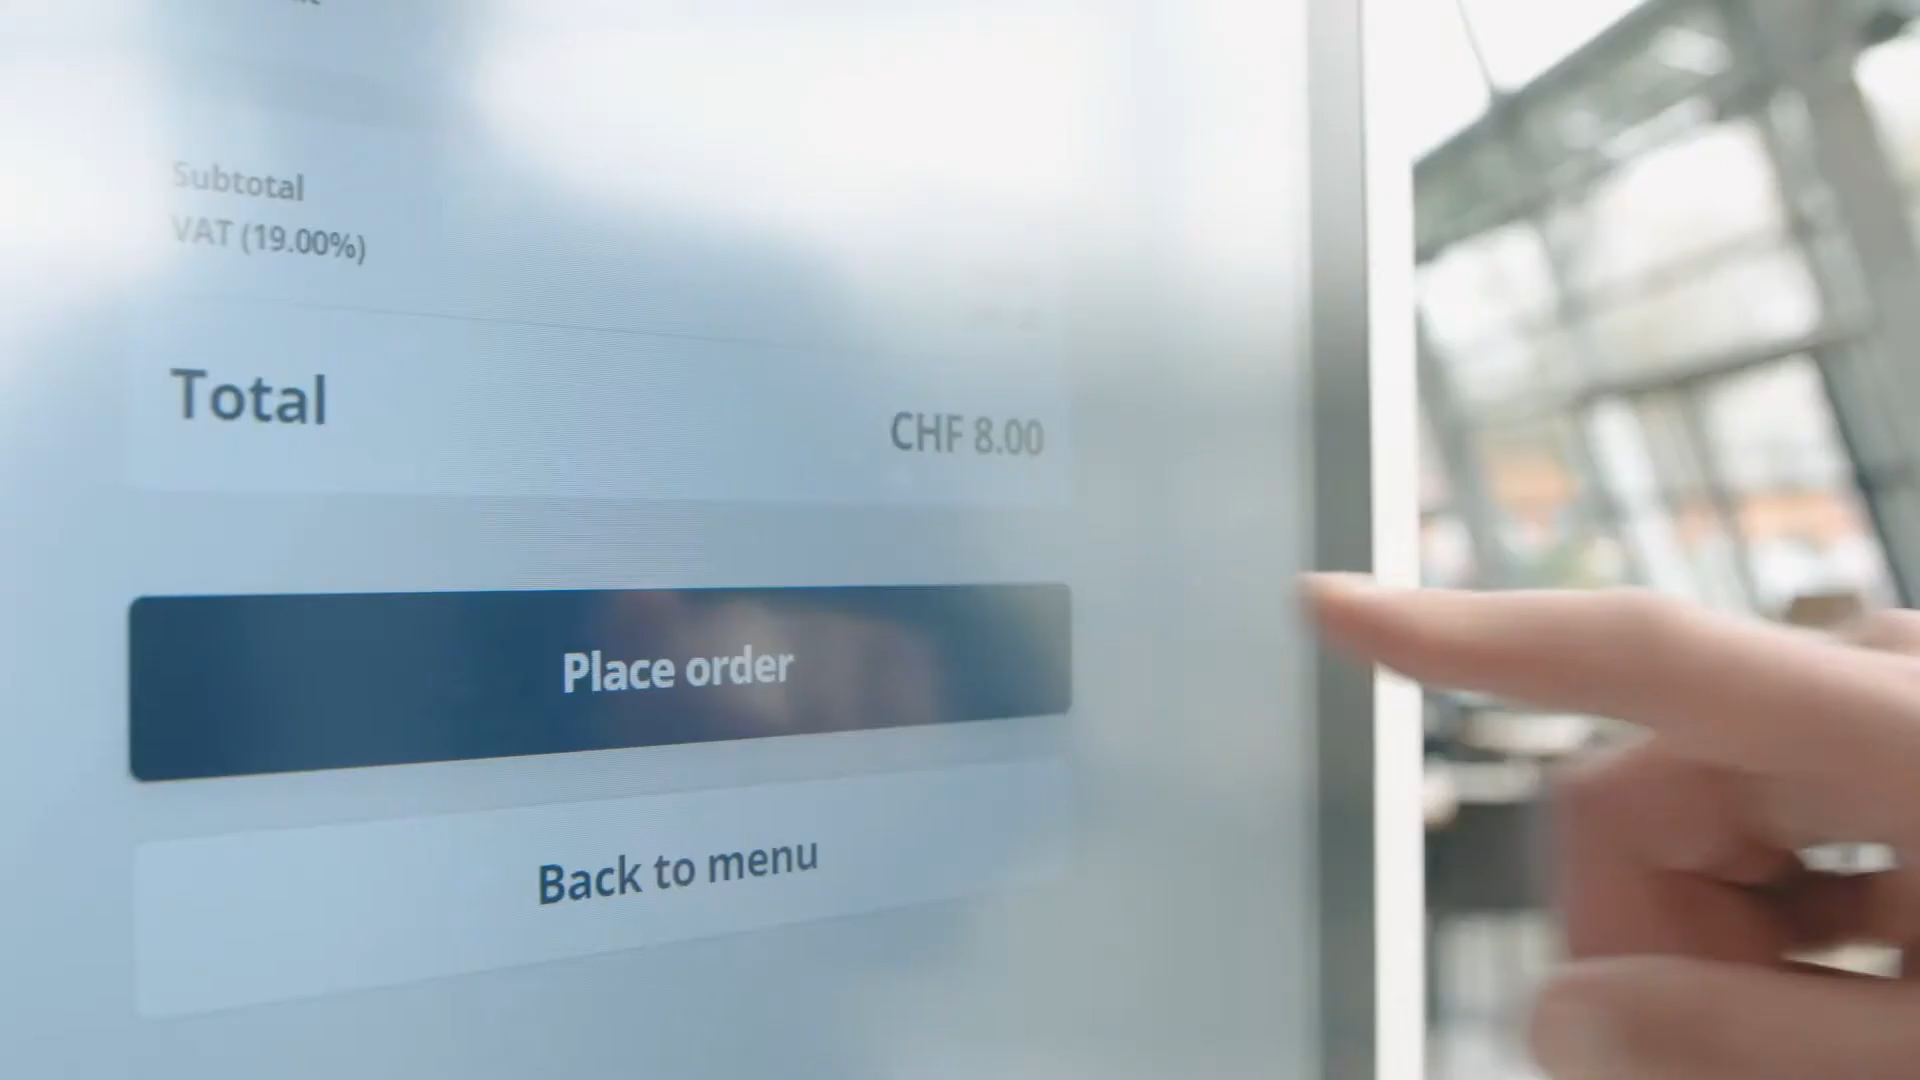 Subtotal
VAT (19.00%)
Total
CHF 8.00
Place order
Back to menu